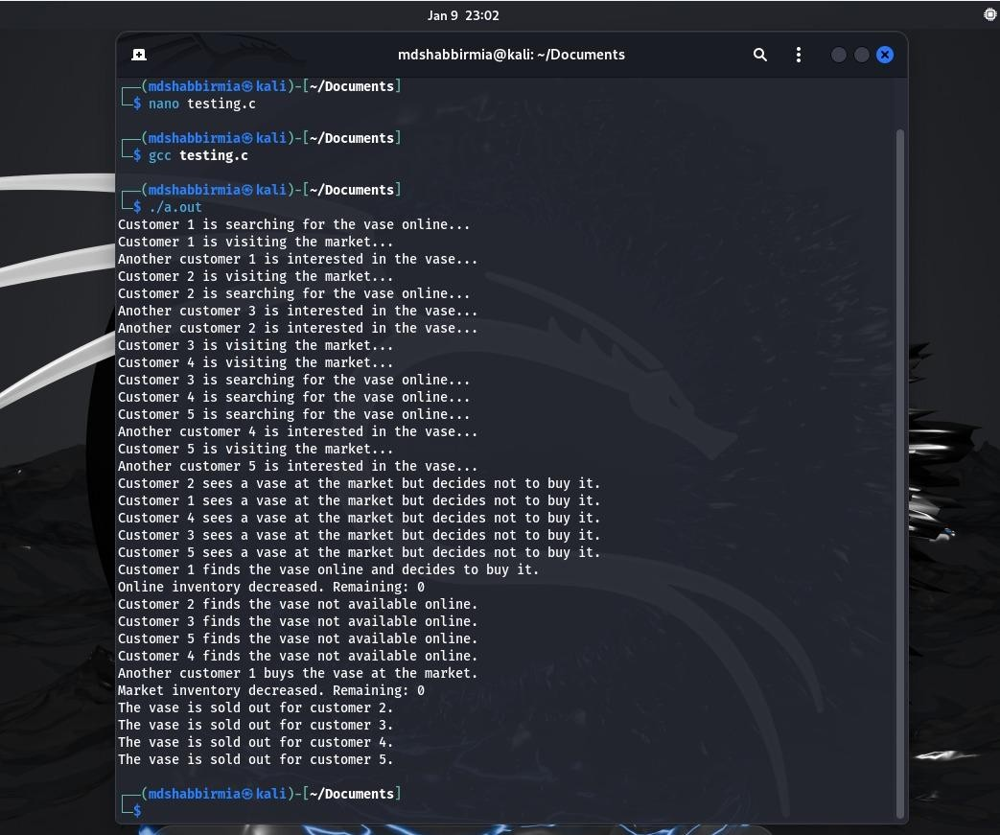 Jan 9 23:02
mdshabbirmia@kali: ~/Documents
┌──(mdshabbirmia㉿kali)-[~/Documents]
└─$ nano testing.c
┌──(mdshabbirmia㉿kali)-[~/Documents]
└─$ gcc testing.c
┌──(mdshabbirmia㉿kali)-[~/Documents]
└─$ ./a.out
Customer 1 is searching for the vase online...
Customer 1 is visiting the market...
Another customer 1 is interested in the vase...
Customer 2 is visiting the market...
Customer 2 is searching for the vase online...
Another customer 3 is interested in the vase...
Another customer 2 is interested in the vase...
Customer 3 is visiting the market...
Customer 4 is visiting the market...
Customer 3 is searching for the vase online...
Customer 4 is searching for the vase online...
Customer 5 is searching for the vase online...
Another customer 4 is interested in the vase...
Customer 5 is visiting the market...
Another customer 5 is interested in the vase...
Customer 2 sees a vase at the market but decides not to buy it.
Customer 1 sees a vase at the market but decides not to buy it.
Customer 4 sees a vase at the market but decides not to buy it.
Customer 3 sees a vase at the market but decides not to buy it.
Customer 5 sees a vase at the market but decides not to buy it.
Customer 1 finds the vase online and decides to buy it.
Online inventory decreased. Remaining: 0
Customer 2 finds the vase not available online.
Customer 3 finds the vase not available online.
Customer 5 finds the vase not available online.
Customer 4 finds the vase not available online.
Another customer 1 buys the vase at the market.
Market inventory decreased. Remaining: 0
The vase is sold out for customer 2.
The vase is sold out for customer 3.
The vase is sold out for customer 4.
The vase is sold out for customer 5.
┌──(mdshabbirmia㉿kali)-[~/Documents]
└─$